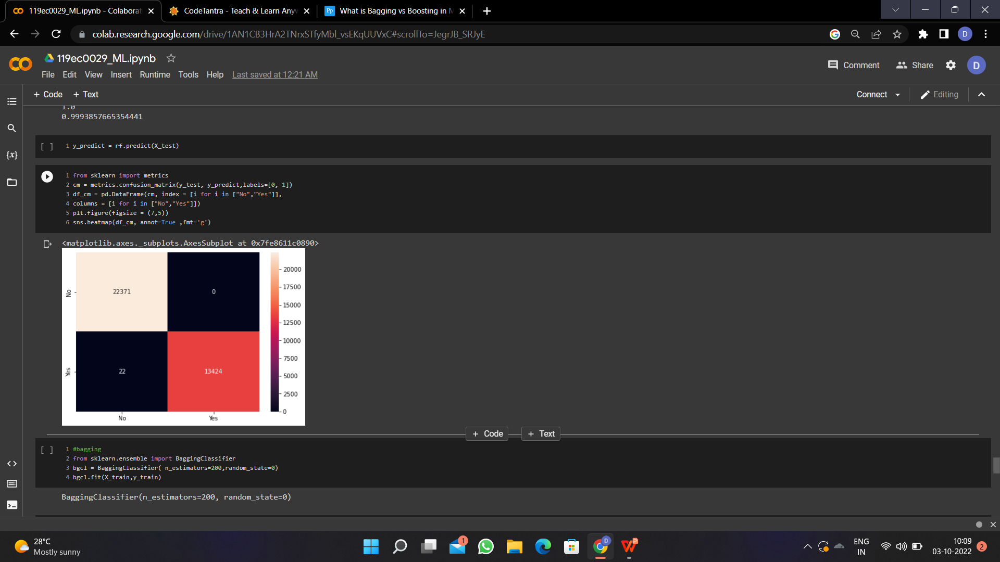 119ec0029_ML.ipynb - Colaborat
CodeTantra - Teach & Learn Any
Pp What is Bagging vs Boosting in M
colab.research.google.com/drive/1AN1CB3HrA2TNrxSTfyMbl_vsEKqUUVxC#scrollTo=JegrJB_SRJyE
D
119ec0029_ML.ipynb
Comment Share D
File Edit View Insert Runtime Tools Help Last saved at 12:21 AM
+ Code + Text
Connect Editing
1.0
0.9993857665354441
{x}
[ ] 1 y_predict = rf.predict(X_test)
1 from sklearn import metrics
2 cm = metrics.confusion_matrix(y_test, y_predict,labels=[0, 1])
3 df_cm = pd.DataFrame(cm, index = [i for i in ["No","Yes"]],
4 columns = [i for i in ["No","Yes"]])
5 plt.figure(figsize = (7,5))
6 sns.heatmap(df_cm, annot=True ,fmt='g')
<matplotlib.axes._subplots.AxesSubplot at 0x7fe8611c0890>
No
22371
0
Yes
22
13424
No
Yes
20000
17500
15000
12500
10000
7500
5000
2500
0
+ Code + Text
[ ] 1 #bagging
2 from sklearn.ensemble import BaggingClassifier
3 bgcl = BaggingClassifier( n_estimators=200,random_state=0)
4 bgcl.fit(X_train,y_train)
BaggingClassifier(n_estimators=200, random_state=0)
28°C
Mostly sunny
1
D
P
ENG
IN
10:09
03-10-2022
2